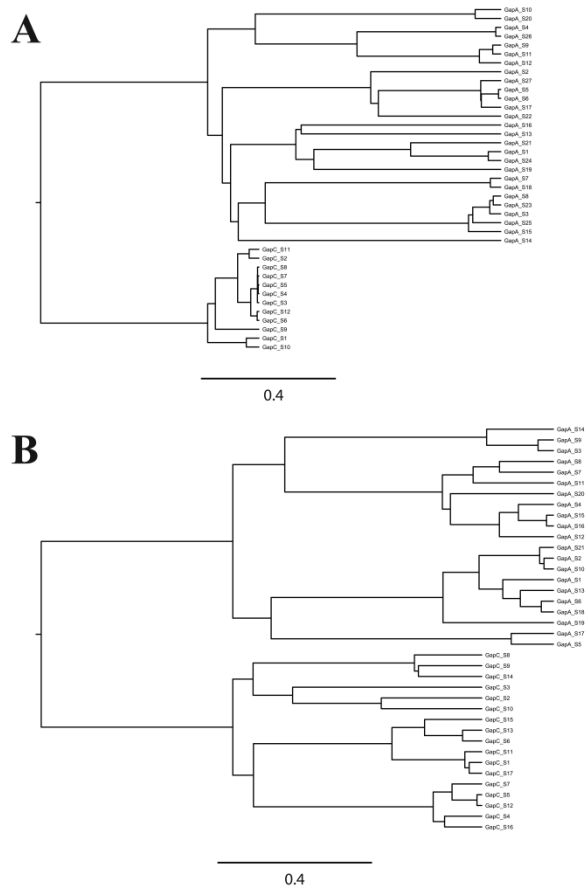 A
GapA_S10
GapA_S20
GapA_S4
GapA_S26
GapA_S9
GapA_S11
GapA_S12
GapA_S2
GapA_S27
GapA_S5
GapA_S6
GapA_S17
GapA_S22
GapA_S16
GapA_S13
GapA_S21
GapA_S1
GapA_S24
GapA_S19
GapA_S7
GapA_S18
GapA_S8
GapA_S23
GapA_S3
GapA_S25
GapA_S15
GapA_S14
GapC_S11
GapC_S2
GapC_S8
GapC_S7
GapC_S5
GapC_S4
GapC_S3
GapC_S12
GapC_S6
GapC_S9
GapC_S1
GapC_S10
0.4
B
GapA_S14
GapA_S9
GapA_S3
GapA_S8
GapA_S7
GapA_S11
GapA_S20
GapA_S4
GapA_S15
GapA_S16
GapA_S12
GapA_S21
GapA_S2
GapA_S10
GapA_S1
GapA_S13
GapA_S6
GapA_S18
GapA_S19
GapA_S17
GapA_S5
GapC_S8
GapC_S9
GapC_S14
GapC_S3
GapC_S2
GapC_S10
GapC_S15
GapC_S13
GapC_S6
GapC_S11
GapC_S1
GapC_S17
GapC_S7
GapC_S5
GapC_S12
GapC_S4
GapC_S16
0.4